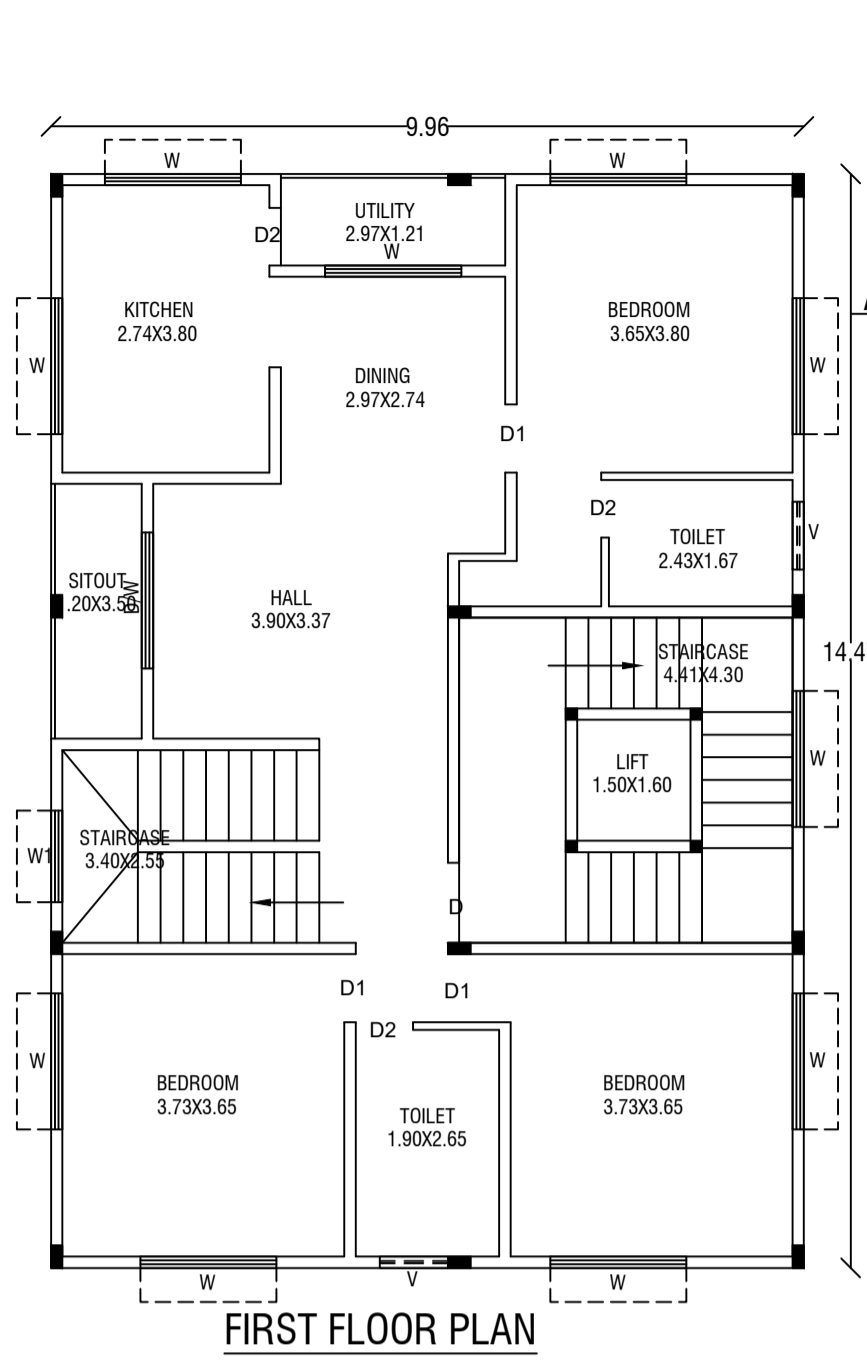 9.96
W
W
UTILITY
2.97X1.21
W
D2
KITCHEN
2.74X3.80
BEDROOM
3.65X3.80
W
W
DINING
2.97X2.74
D1
D2
TOILET
2.43X1.67
V
SITOUT
.20X3.50
HALL
3.90X3.37
14.4
STAIRCASE
4.41X4.30
LIFT
1.50X1.60
W
STAIRCASE
3.40X2.55
W1
D
D1
D1
D2
W
W
BEDROOM
3.73X3.65
TOILET
1.90X2.65
BEDROOM
3.73X3.65
W
V
W
FIRST FLOOR PLAN